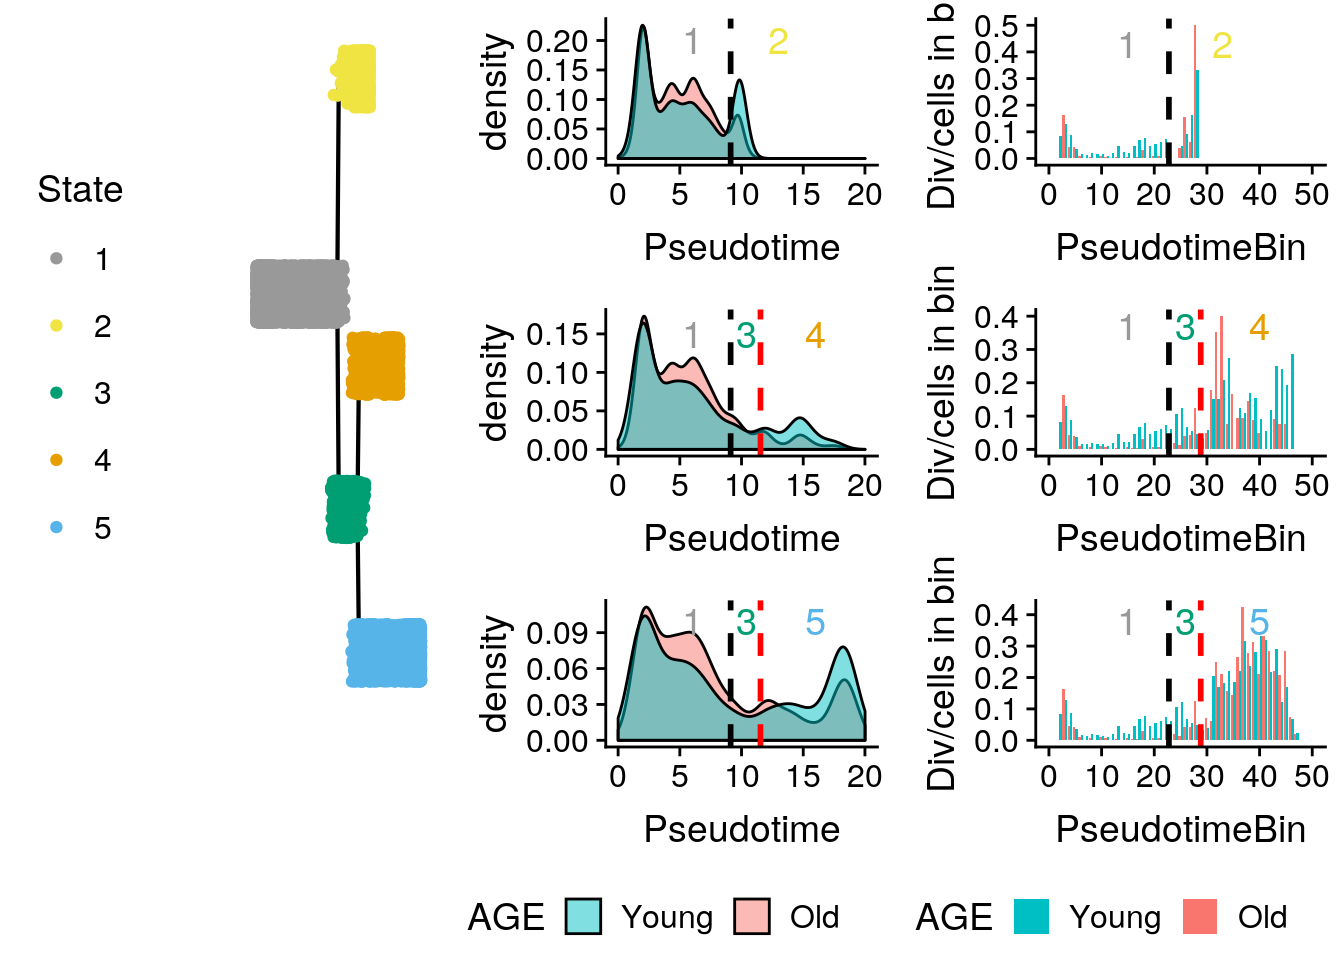 State
1
2
3
4
5
density
0.20
0.15
0.10
0.05
0.00
1
2
0 5 10 15 20
Pseudotime
Div/cells in b
0.5
0.4
0.3
0.2
0.1
0.0
1
2
0 10 20 30 40 50
PseudotimeBin
density
0.15
0.10
0.05
0.00
1 3 4
0 5 10 15 20
Pseudotime
Div/cells in bin
0.4
0.3
0.2
0.1
0.0
1 3 4
0 10 20 30 40 50
PseudotimeBin
density
0.09
0.06
0.03
0.00
1 3 5
0 5 10 15 20
Pseudotime
Div/cells in bin
0.4
0.3
0.2
0.1
0.0
1 3 5
0 10 20 30 40 50
PseudotimeBin
AGE Young Old
AGE Young Old